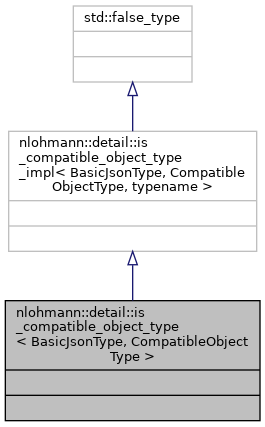 std::false_type
nlohmann::detail::is
_compatible_object_type
_impl< BasicJsonType, Compatible
ObjectType, typename >
nlohmann::detail::is
_compatible_object_type
< BasicJsonType, CompatibleObject
Type >